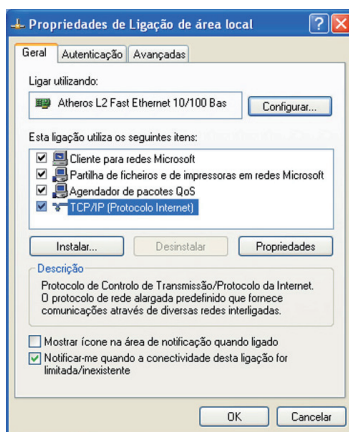 Propriedades de Ligação de área local
Geral Autenticação Avançadas
Ligar utilizando:
Atheros L2 Fast Ethernet 10/100 Bas Configurar...
Esta ligação utiliza os seguintes itens:
Cliente para redes Microsoft
Partilha de ficheiros e de impressoras em redes Microsoft
Agendador de pacotes QoS
TCP/IP (Protocolo Internet)
Instalar... Desinstalar Propriedades
Descrição
Protocolo de Controlo de Transmissão/Protocolo da Internet.
O protocolo de rede alargada predefinido que fornece
comunicações através de diversas redes interligadas.
Mostrar ícone na área de notificação quando ligado
Notificar-me quando a conectividade desta ligação for
limitada/inexistente
OK Cancelar